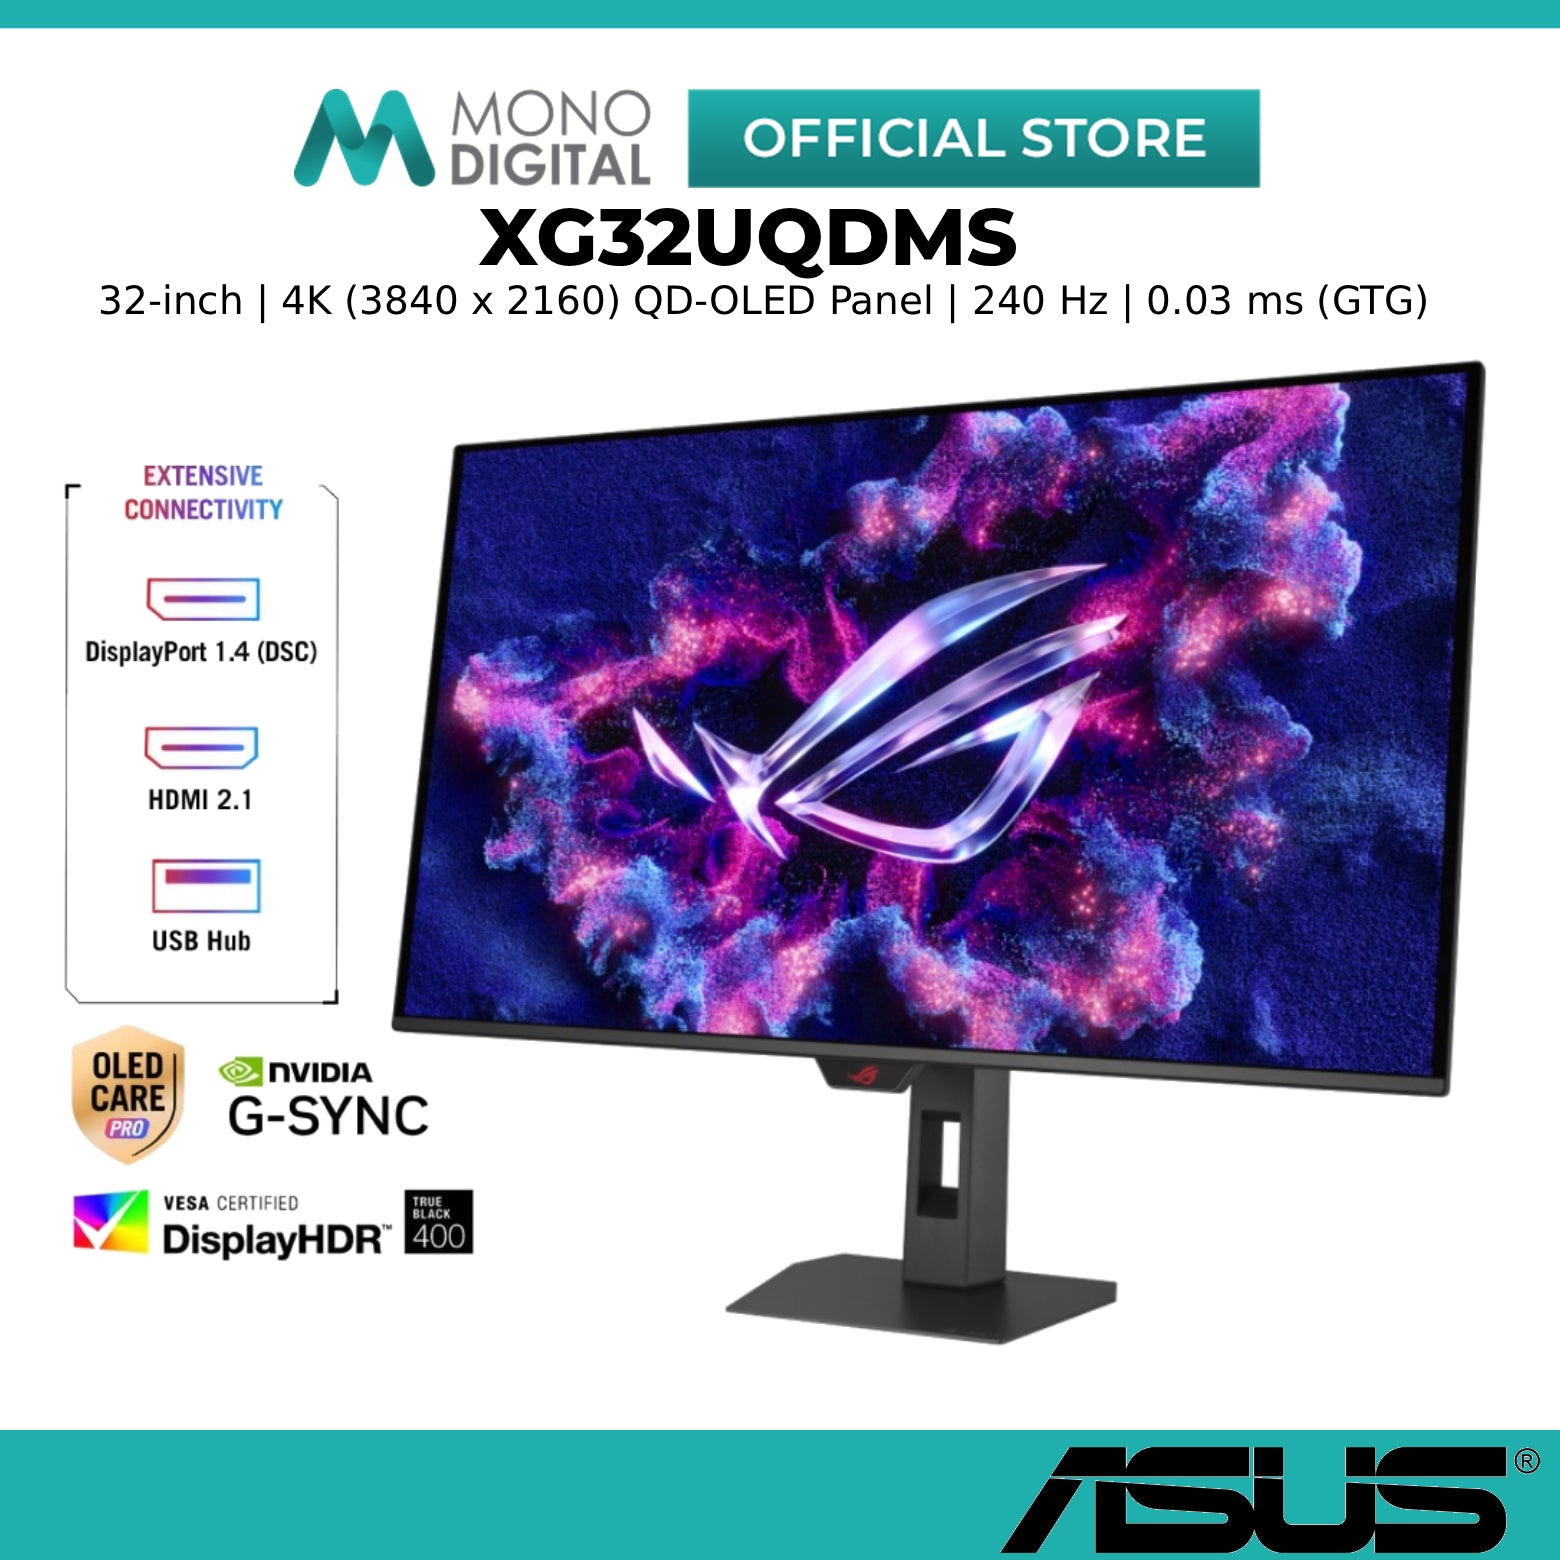 MONO
DIGITAL
OFFICIAL STORE
XG32UQDMS
32-inch | 4K (3840 x 2160) QD-OLED Panel | 240 Hz | 0.03 ms (GTG)
EXTENSIVE
CONNECTIVITY
DisplayPort 1.4 (DSC)
HDMI 2.1
USB Hub
OLED
CARE
PRO
NVIDIA
G-SYNC
VESA CERTIFIED
DisplayHDR™
TRUE
BLACK
400
ASUS®